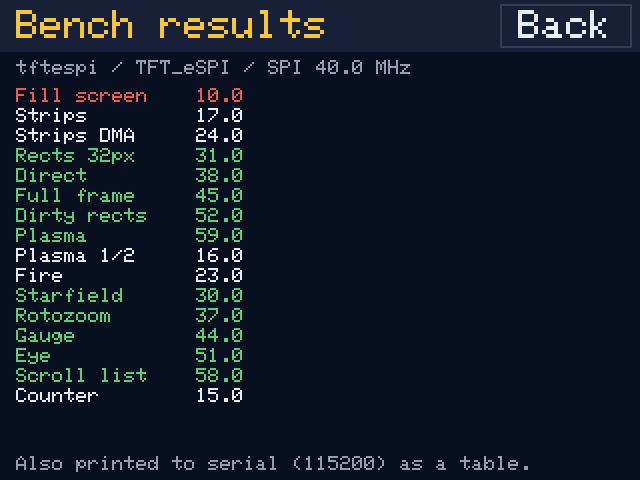 Bench results
Back
tftespi / TFT_eSPI / SPI 40.0 MHz
Fill screen 10.0
Strips 17.0
Strips DMA 24.0
Rects 32px 31.0
Direct 38.0
Full frame 45.0
Dirty rects 52.0
Plasma 59.0
Plasma 1/2 16.0
Fire 23.0
Starfield 30.0
Rotozoom 37.0
Gauge 44.0
Eye 51.0
Scroll list 58.0
Counter 15.0
Also printed to serial (115200) as a table.